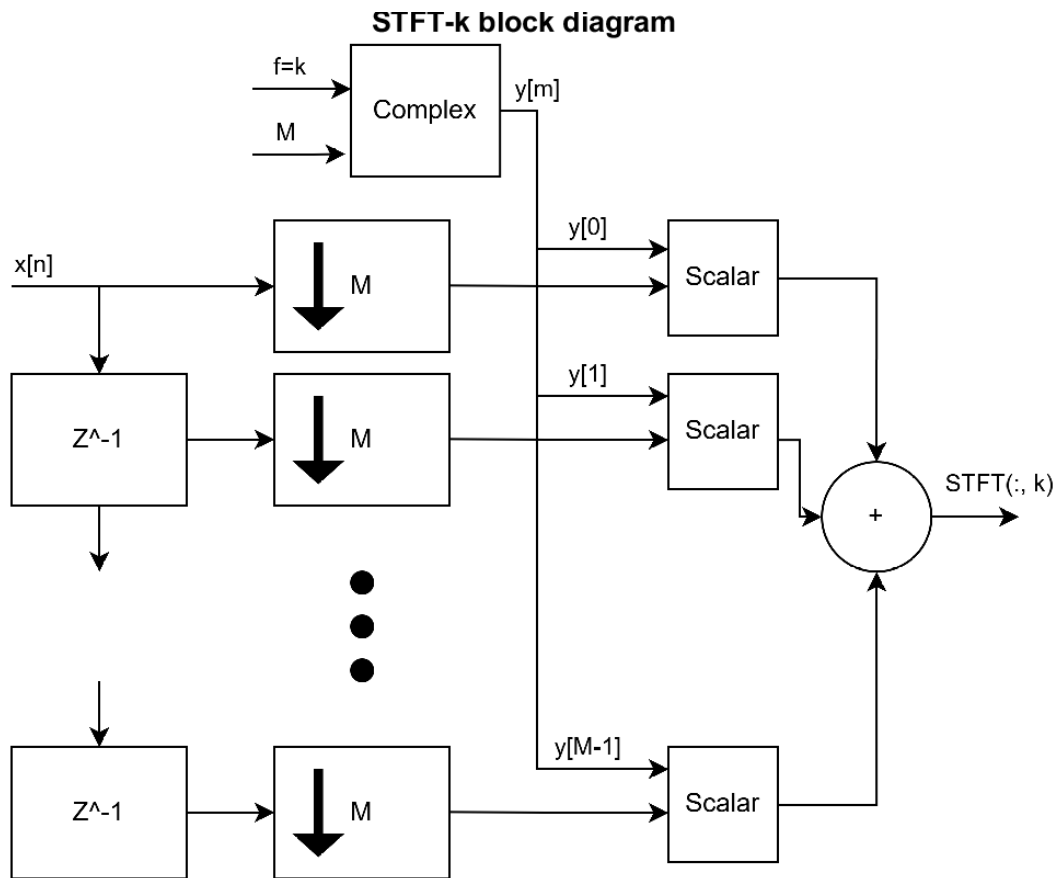 STFT-k block diagram
f=k
Complex
y[m]
M
x[n]
M
y[0]
Scalar
Z^-1
M
y[1]
Scalar
+
STFT(:, k)
Z^-1
M
y[M-1]
Scalar